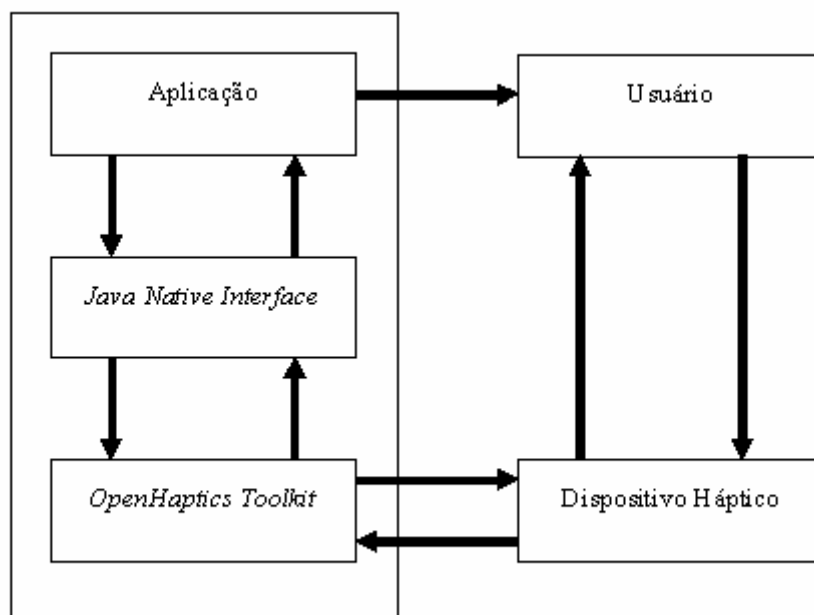 Aplicação
Usuário
Java Native Interface
OpenHaptics Toolkit
Dispositivo Háptico